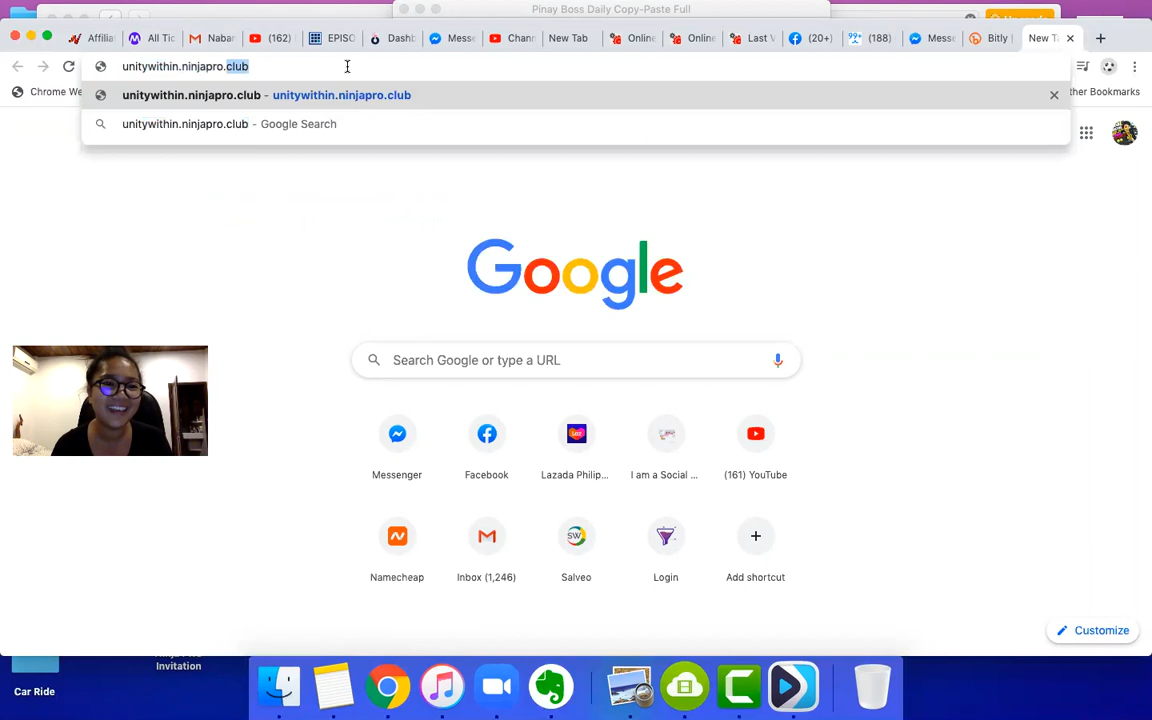 Pinay Boss Daily Copy-Paste Full
Upgrade
Affilia
All Tic
Naban
(162)
EPISO
Dashb
Messe
Chann
New Tab
Online
Online
Last V
(20+)
(188)
Messe
Bitly |
New Ta
unitywithin.ninjapro.club
Chrome We
unitywithin.ninjapro.club - unitywithin.ninjapro.club
ther Bookmarks
unitywithin.ninjapro.club - Google Search
Google
Search Google or type a URL
Messenger
Facebook
Lazada Philip...
I am a Social ...
(161) YouTube
Namecheap
Inbox (1,246)
Salveo
Login
Add shortcut
Customize
Invitation
Car Ride